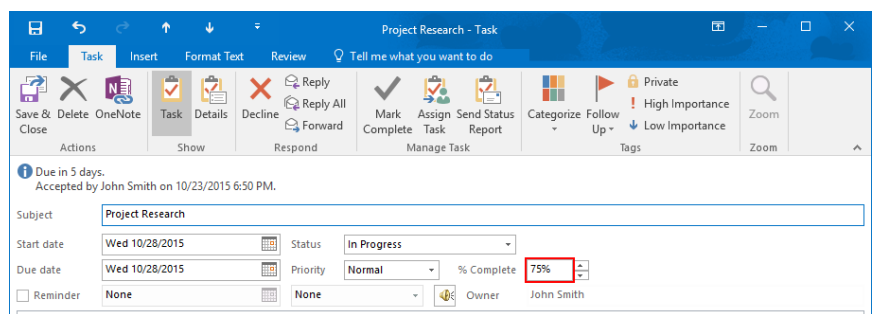 Project Research - Task
File Task Insert Format Text Review Tell me what you want to do
Save & Close Delete OneNote Task Details Decline Reply Reply All Forward Mark Complete Assign Task Send Status Report Categorize Follow Up Private High Importance Low Importance Zoom
Actions Show Respond Manage Task Tags Zoom
Due in 5 days.
Accepted by John Smith on 10/23/2015 6:50 PM.
Subject Project Research
Start date Wed 10/28/2015 Status In Progress
Due date Wed 10/28/2015 Priority Normal % Complete 75%
Reminder None None Owner John Smith